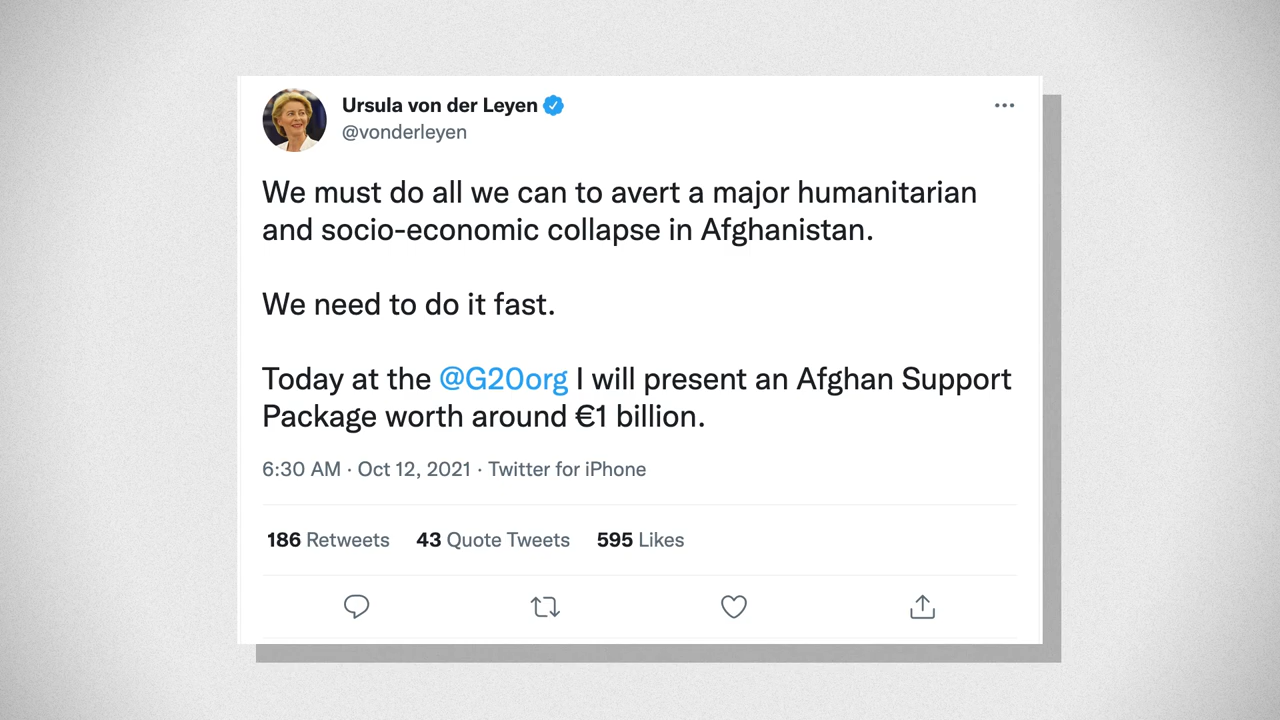 Ursula von der Leyen
@vonderleyen
We must do all we can to avert a major humanitarian
and socio-economic collapse in Afghanistan.
We need to do it fast.
Today at the @G20org I will present an Afghan Support
Package worth around €1 billion.
6:30 AM · Oct 12, 2021 · Twitter for iPhone
186 Retweets 43 Quote Tweets 595 Likes